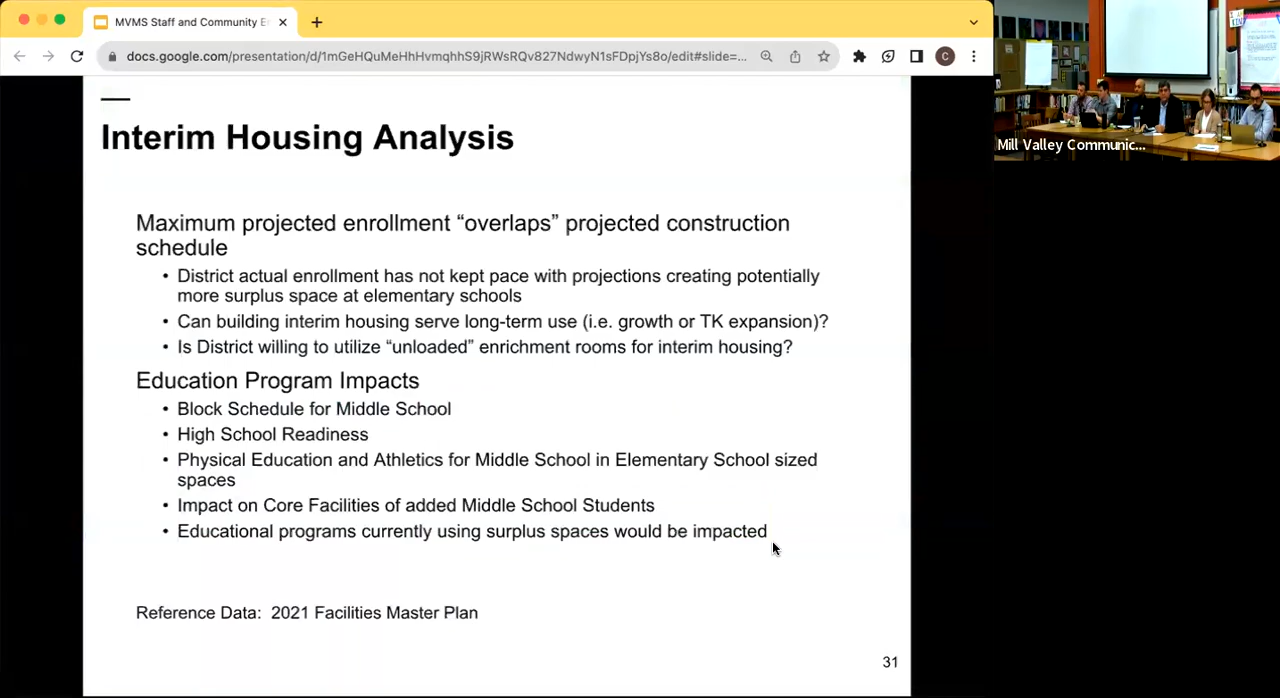 MVMS Staff and Community E
docs.google.com/presentation/d/1mGeHQuMeHhHvmqhhS9jRWsRQv827NdwyN1sFDpjYs8o/edit#slide=...
C
Mill Valley Communic...
Interim Housing Analysis
Maximum projected enrollment “overlaps” projected construction
schedule
• District actual enrollment has not kept pace with projections creating potentially
more surplus space at elementary schools
• Can building interim housing serve long-term use (i.e. growth or TK expansion)?
• Is District willing to utilize “unloaded” enrichment rooms for interim housing?
Education Program Impacts
• Block Schedule for Middle School
• High School Readiness
• Physical Education and Athletics for Middle School in Elementary School sized
spaces
• Impact on Core Facilities of added Middle School Students
• Educational programs currently using surplus spaces would be impacted
Reference Data: 2021 Facilities Master Plan
31